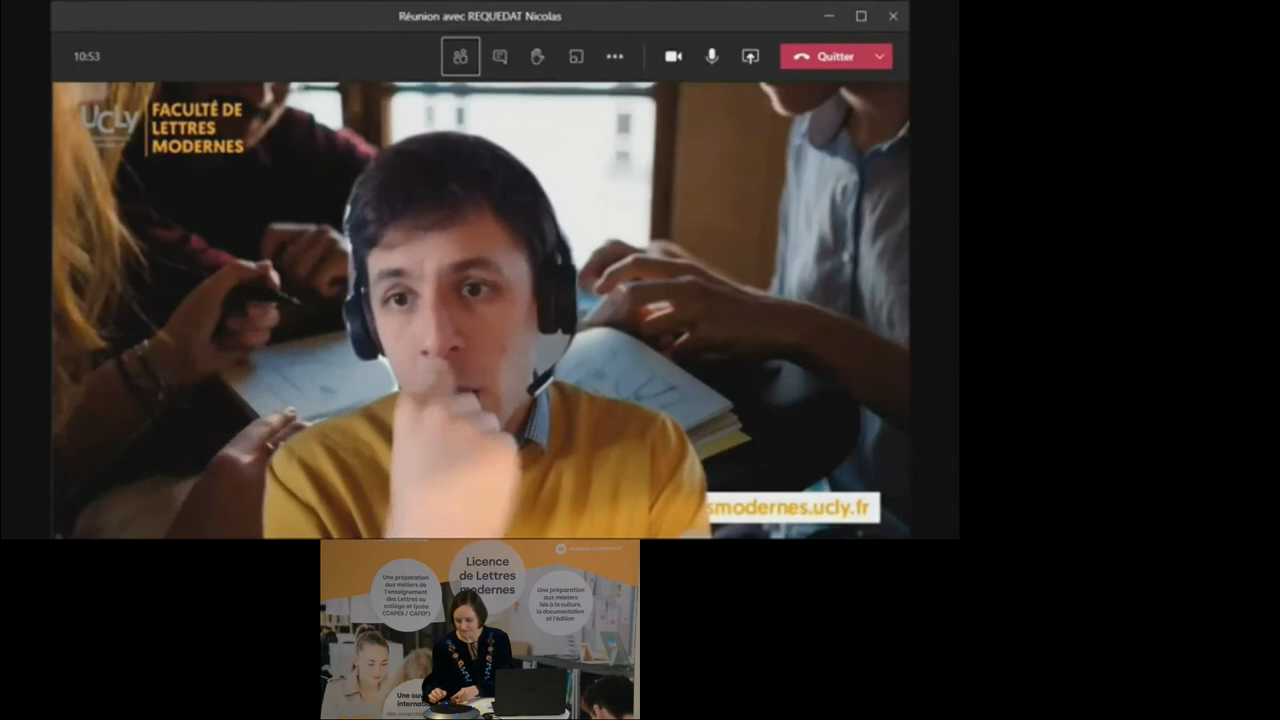 Réunion avec REQUEDAT Nicolas
10:53
Quitter
UCLY
FACULTÉ DE
LETTRES
MODERNES
smodernes.ucly.fr
Licence
de Lettres
modernes
Une préparation
aux métiers de
l'enseignement
des Lettres au
collège et lycée
(CAPES / CAFEP)
Une préparation
aux masters
liés à la culture,
la documentation
et l'édition
Une ou
internati